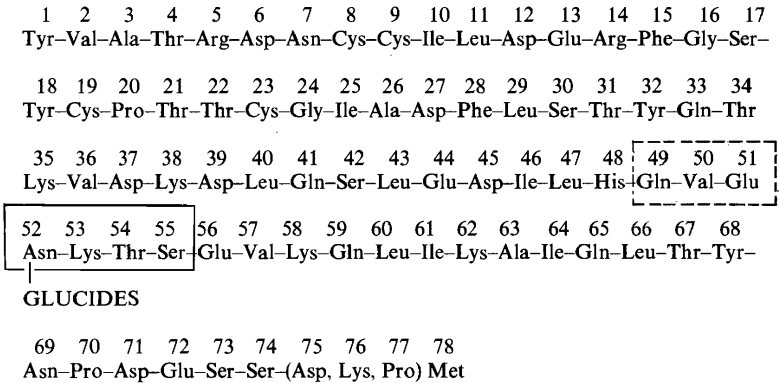 1 2 3 4 5 6 7 8 9 10 11 12 13 14 15 16 17
Tyr–Val–Ala–Thr–Arg–Asp–Asn–Cys–Cys–Ile–Leu–Asp–Glu–Arg–Phe–Gly–Ser–
18 19 20 21 22 23 24 25 26 27 28 29 30 31 32 33 34
Tyr–Cys–Pro–Thr–Thr–Cys–Gly–Ile–Ala–Asp–Phe–Leu–Ser–Thr–Tyr–Gln–Thr
35 36 37 38 39 40 41 42 43 44 45 46 47 48 49 50 51
Lys–Val–Asp–Lys–Asp–Leu–Gln–Ser–Leu–Glu–Asp–Ile–Leu–His–Gln–Val–Glu
52 53 54 55 56 57 58 59 60 61 62 63 64 65 66 67 68
Asn–Lys–Thr–Ser–Glu–Val–Lys–Gln–Leu–Ile–Lys–Ala–Ile–Gln–Leu–Thr–Tyr–
GLUCIDES
69 70 71 72 73 74 75 76 77 78
Asn–Pro–Asp–Glu–Ser–Ser–(Asp, Lys, Pro) Met